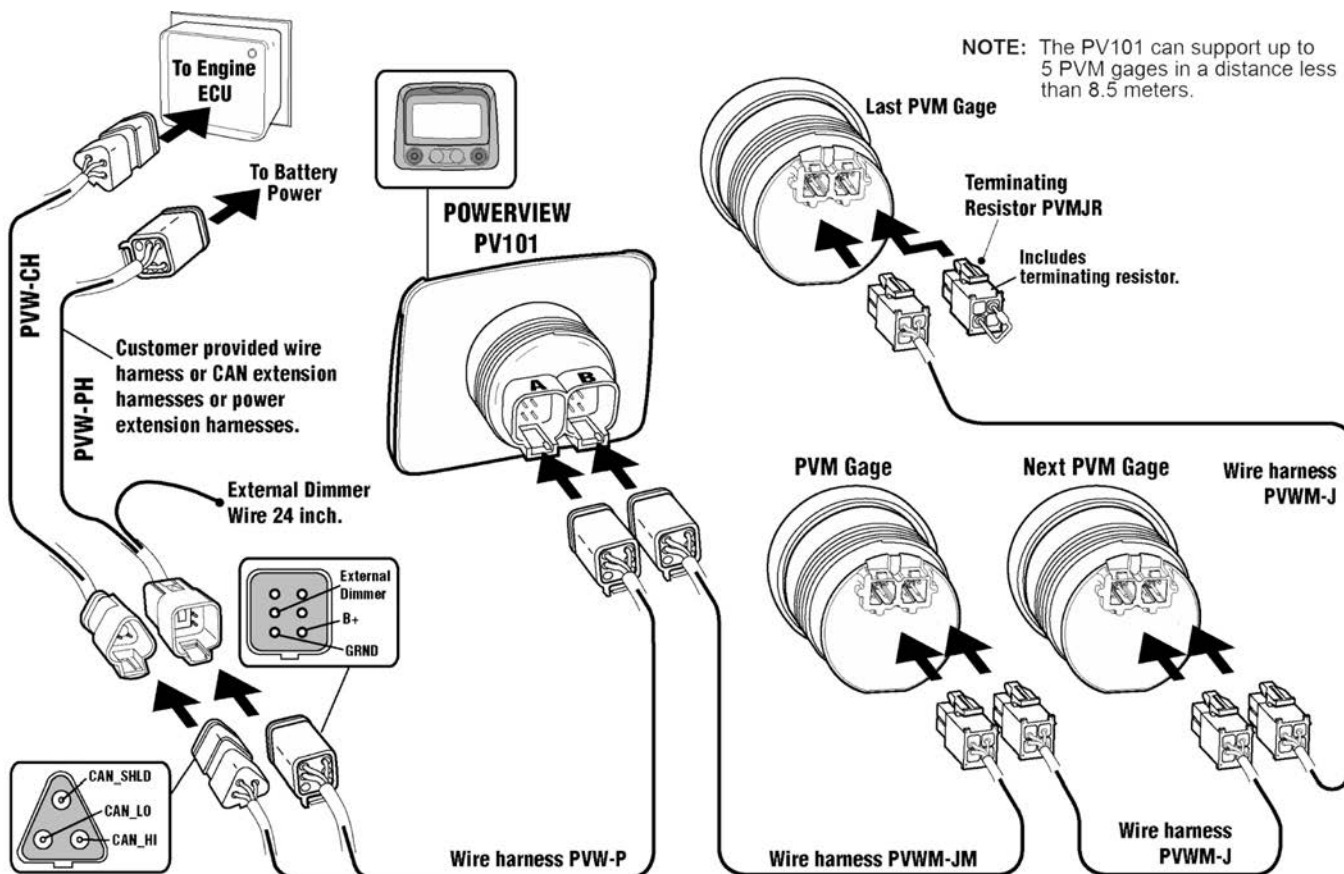 To Engine
ECU
NOTE: The PV101 can support up to
5 PVM gages in a distance less
than 8.5 meters.
Last PVM Gage
To Battery
Power
Terminating
Resistor PVMJR
Includes
terminating resistor.
POWERVIEW
PV101
PVW-CH
PVW-PH
Customer provided wire
harness or CAN extension
harnesses or power
extension harnesses.
A
B
External Dimmer
Wire 24 inch.
PVM Gage
Next PVM Gage
Wire harness
PVWM-J
External
Dimmer
B+
GRND
CAN_SHLD
CAN_LO
CAN_HI
Wire harness PVW-P
Wire harness PVWM-JM
Wire harness
PVWM-J